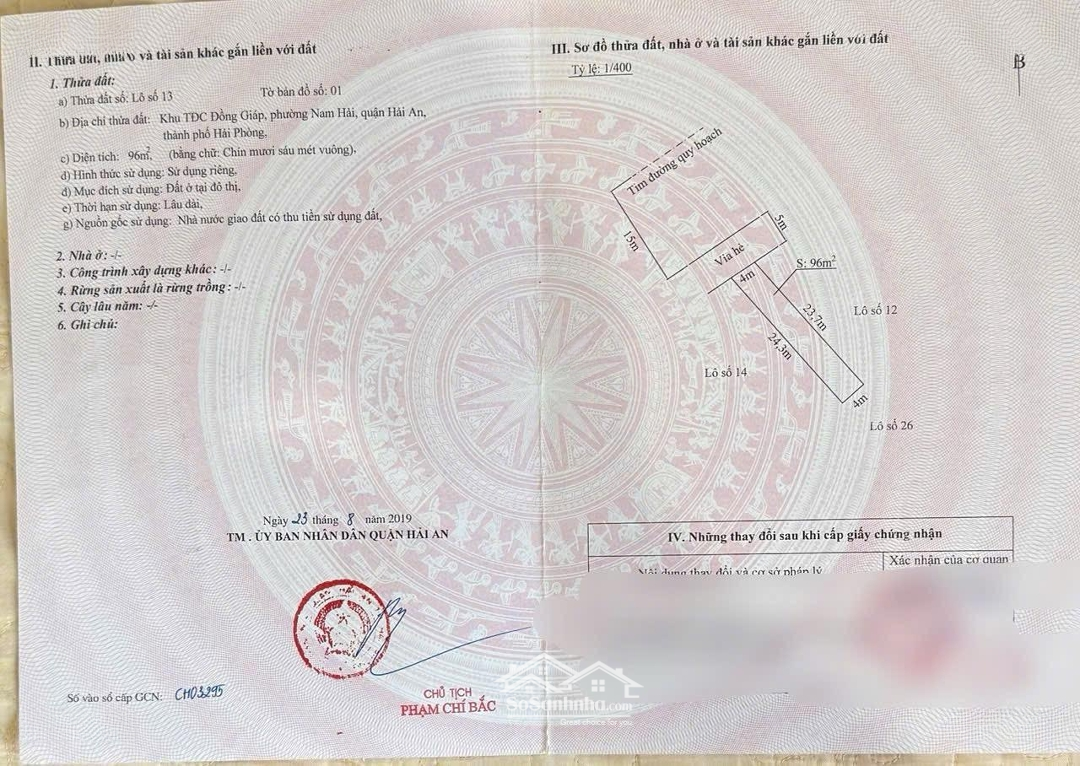 II. Thửa đất, nhà ở và tài sản khác gắn liền với đất
1. Thửa đất:
a) Thửa đất số: Lô số 13 Tờ bản đồ số: 01
b) Địa chỉ thửa đất: Khu TĐC Đồng Giáp, phường Nam Hải, quận Hải An,
thành phố Hải Phòng,
c) Diện tích: 96m², (bằng chữ: Chín mươi sáu mét vuông),
d) Hình thức sử dụng: Sử dụng riêng,
đ) Mục đích sử dụng: Đất ở tại đô thị,
e) Thời hạn sử dụng: Lâu dài,
g) Nguồn gốc sử dụng: Nhà nước giao đất có thu tiền sử dụng đất,
2. Nhà ở: -/-
3. Công trình xây dựng khác: -/-
4. Rừng sản xuất là rừng trồng: -/-
5. Cây lâu năm: -/-
6. Ghi chú:
Ngày 23 tháng 8 năm 2019
TM . ỦY BAN NHÂN DÂN QUẬN HẢI AN
CHỦ TỊCH
PHẠM CHÍ BẮC
Số vào sổ cấp GCN: CH03295
III. Sơ đồ thửa đất, nhà ở và tài sản khác gắn liền với đất
Tỷ lệ: 1/400
B
Tim đường quy hoạch
15m
5m
Vỉa hè
4m
S: 96m²
23,7m
24,3m
Lô số 12
Lô số 14
4m
Lô số 26
IV. Những thay đổi sau khi cấp giấy chứng nhận
Nội dung thay đổi và cơ sở pháp lý
Xác nhận của cơ quan
SoSanhnha.com
Great choice for you